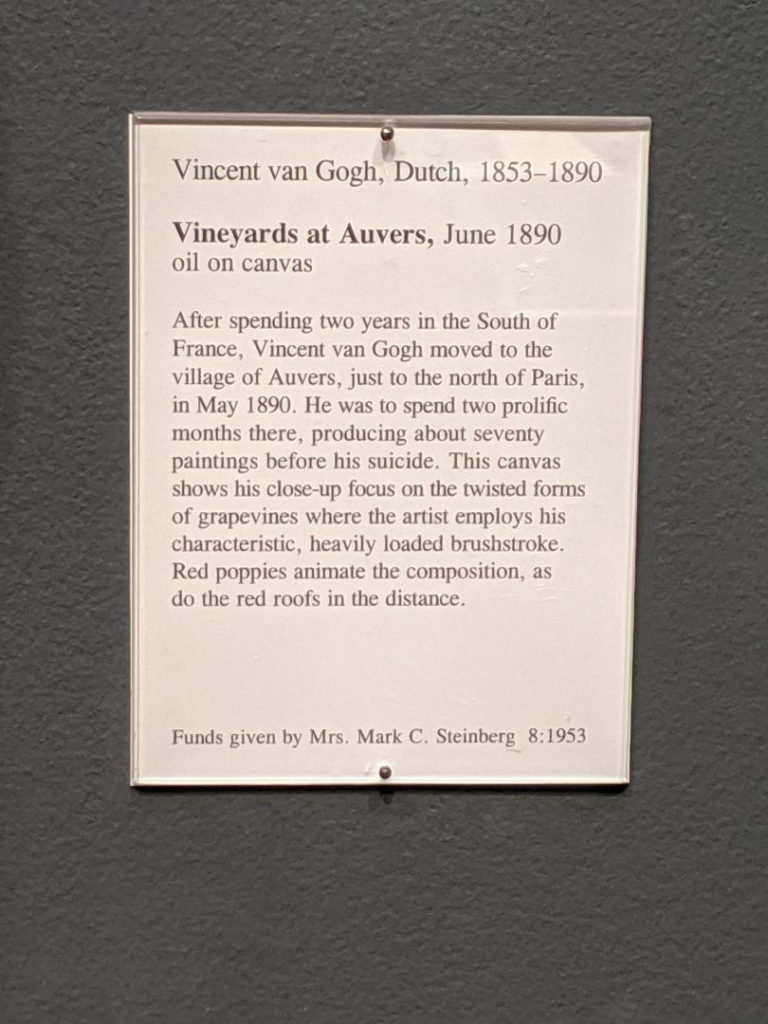 Vincent van Gogh, Dutch, 1853–1890
Vineyards at Auvers, June 1890
oil on canvas
After spending two years in the South of
France, Vincent van Gogh moved to the
village of Auvers, just to the north of Paris,
in May 1890. He was to spend two prolific
months there, producing about seventy
paintings before his suicide. This canvas
shows his close-up focus on the twisted forms
of grapevines where the artist employs his
characteristic, heavily loaded brushstroke.
Red poppies animate the composition, as
do the red roofs in the distance.
Funds given by Mrs. Mark C. Steinberg 8:1953